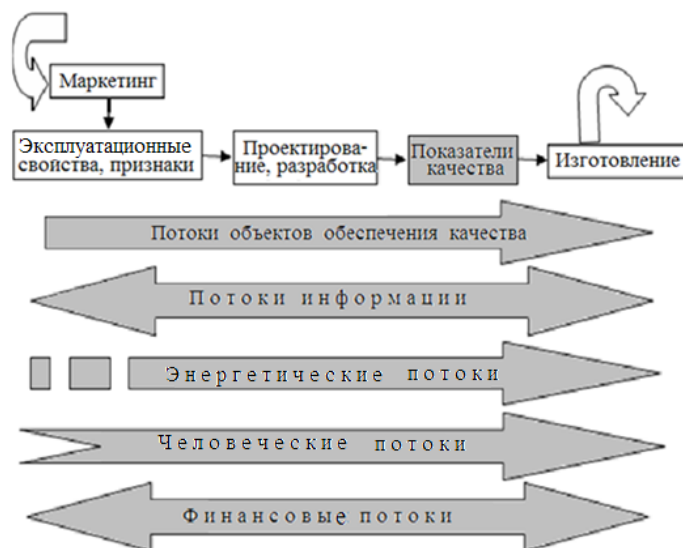 Маркетинг
Эксплуатационные
свойства, признаки
Проектирова-
ние, разработка
Показатели
качества
Изготовление
Потоки объектов обеспечения качества
Потоки информации
Энергетические потоки
Человеческие потоки
Финансовые потоки